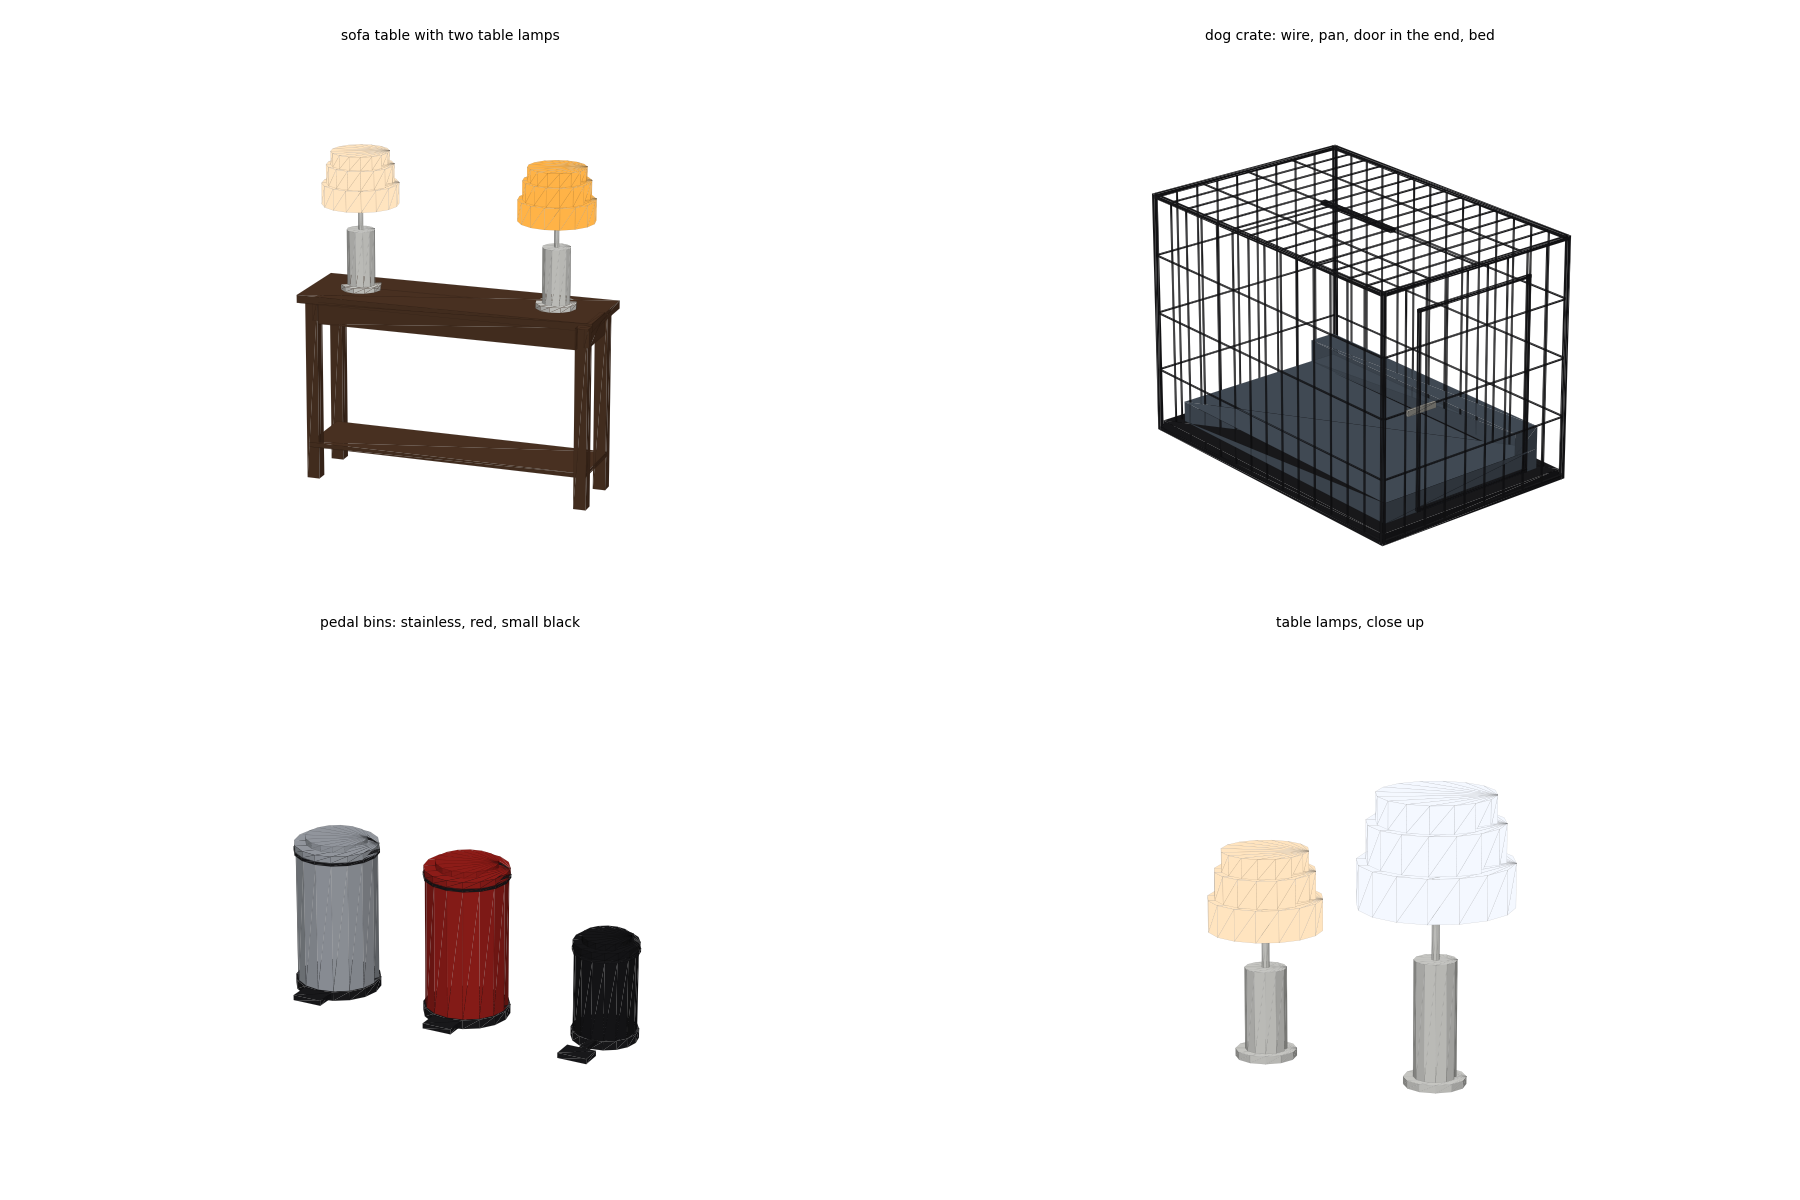 sofa table with two table lamps
dog crate: wire, pan, door in the end, bed
pedal bins: stainless, red, small black
table lamps, close up